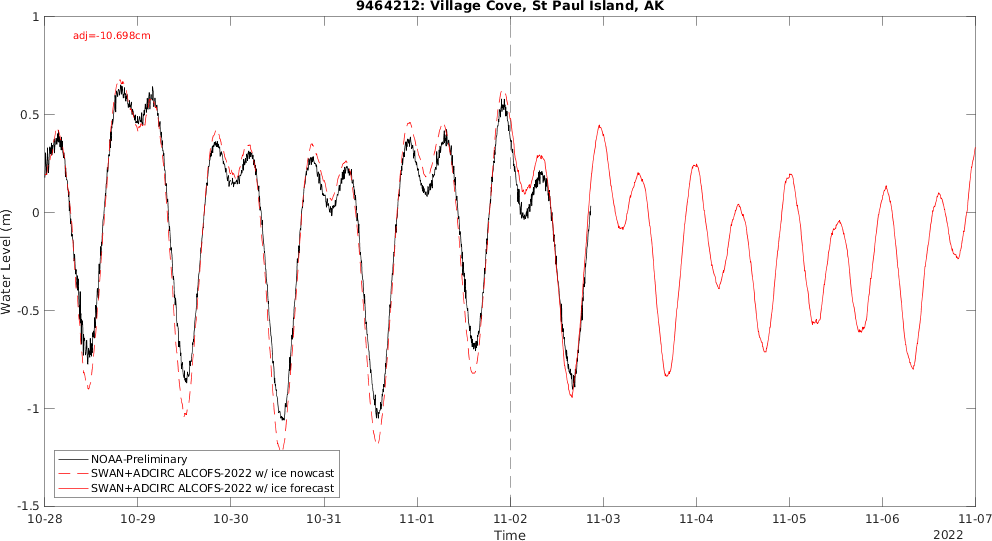 9464212: Village Cove, St Paul Island, AK
adj=-10.698cm
1
0.5
0
-0.5
-1
-1.5
Water Level (m)
NOAA-Preliminary
SWAN+ADCIRC ALCOFS-2022 w/ ice nowcast
SWAN+ADCIRC ALCOFS-2022 w/ ice forecast
10-28 10-29 10-30 10-31 11-01 11-02 11-03 11-04 11-05 11-06 11-07
Time
2022